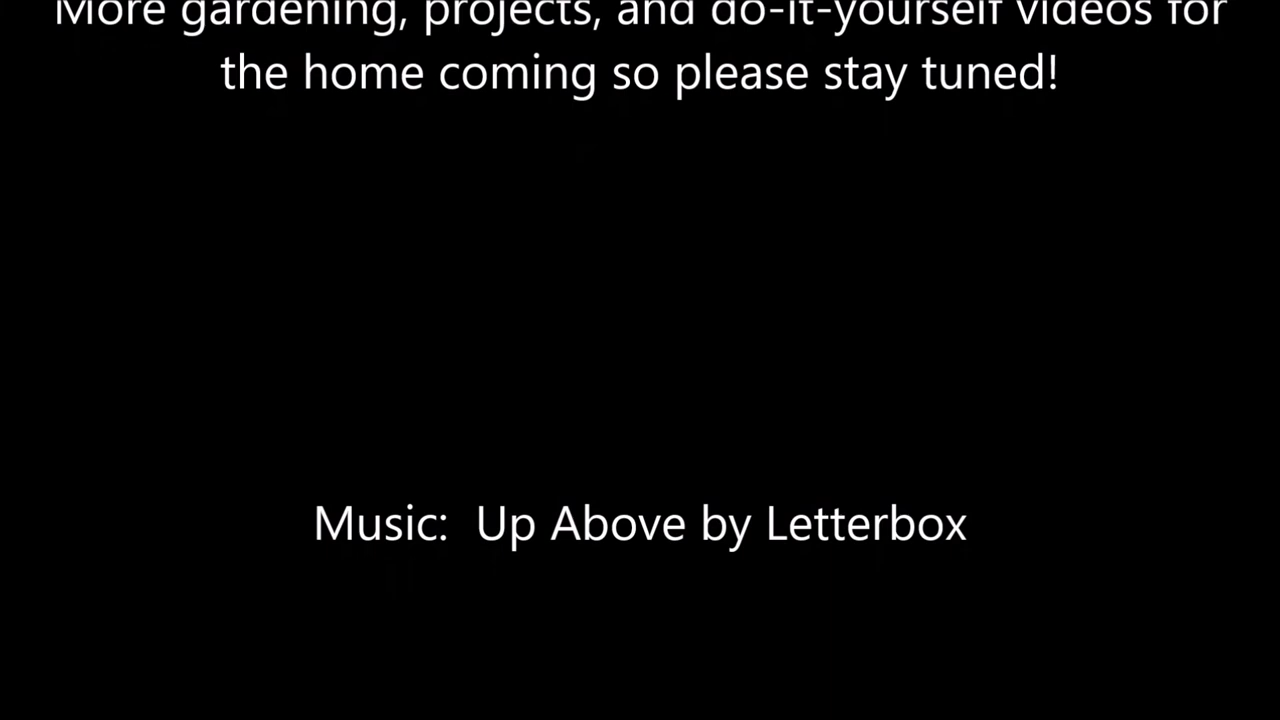 More gardening, projects, and do-it-yourself videos for
the home coming so please stay tuned!
Music:  Up Above by Letterbox